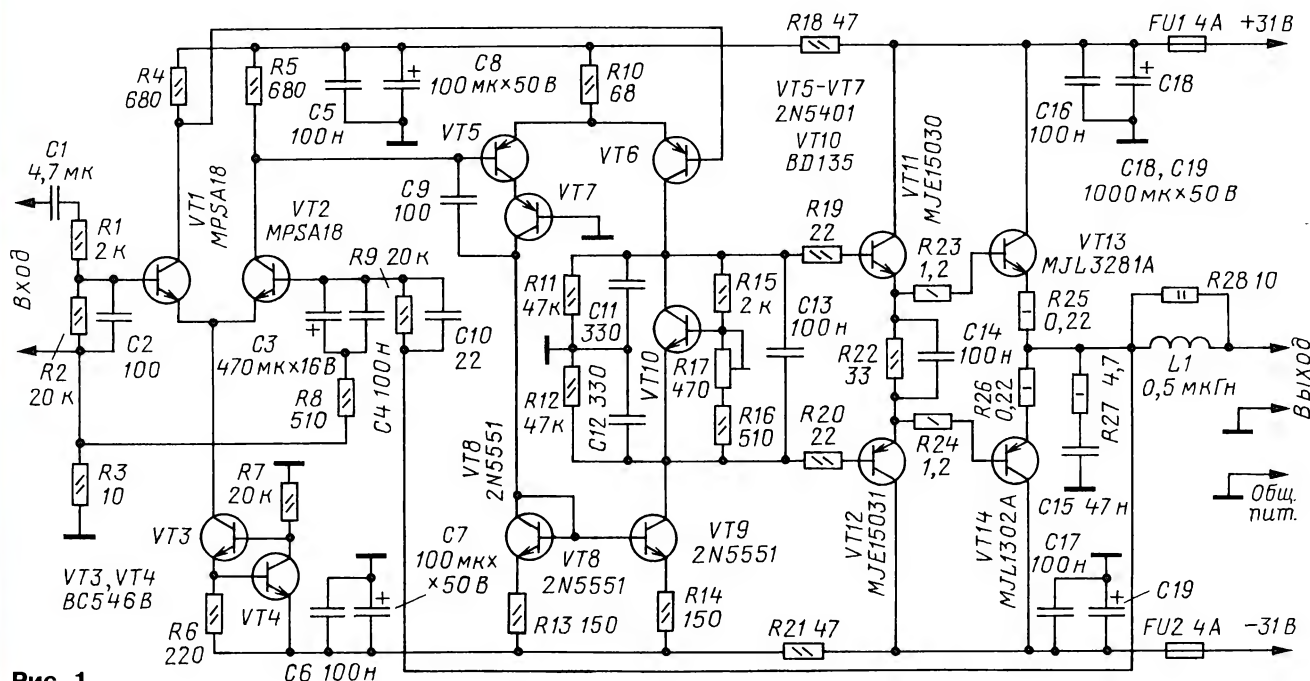 R18 47
FU1 4A
+31В
R4
680
R5
680
C8
100 мк×50 В
C5
100 н
R10
68
VT5-VT7
2N5401
VT10
BD135
C16
100 н
C18
C18, C19
1000 мк×50 В
C1
4,7 мк
VT5
VT6
VT7
VT11
MJE15030
Вход
R1
2 к
VT1
MPSA18
VT2
MPSA18
C9
100
R9 20 к
R19
22
R23
1,2
VT13
MJL3281A
R28 10
R11
47к
C11
330
R15
2 к
C13
100 н
R25
0,22
L1
0,5 мкГн
Выход
R2
20 к
C2
100
C3
470 мк×16В
C4 100н
C10
22
R8
510
R12
47к
C12 330
VT10
R17
470
R16
510
R22
33
C14
100 н
R26
0,22
R27 4,7
R20
22
R24
1,2
R3
10
R7
20 к
VT8
2N5551
VT12
MJE15031
VT14
MJL1302A
C15 47 н
Общ.
пит.
VT3
VT4
VT3, VT4
BC546B
C7
100 мк×
×50 В
VT8
2N5551
VT9
2N5551
C17
100н
C19
R6
220
C6 100 н
R13 150
R14
150
R21 47
FU2 4A
-31В
Рис. 1